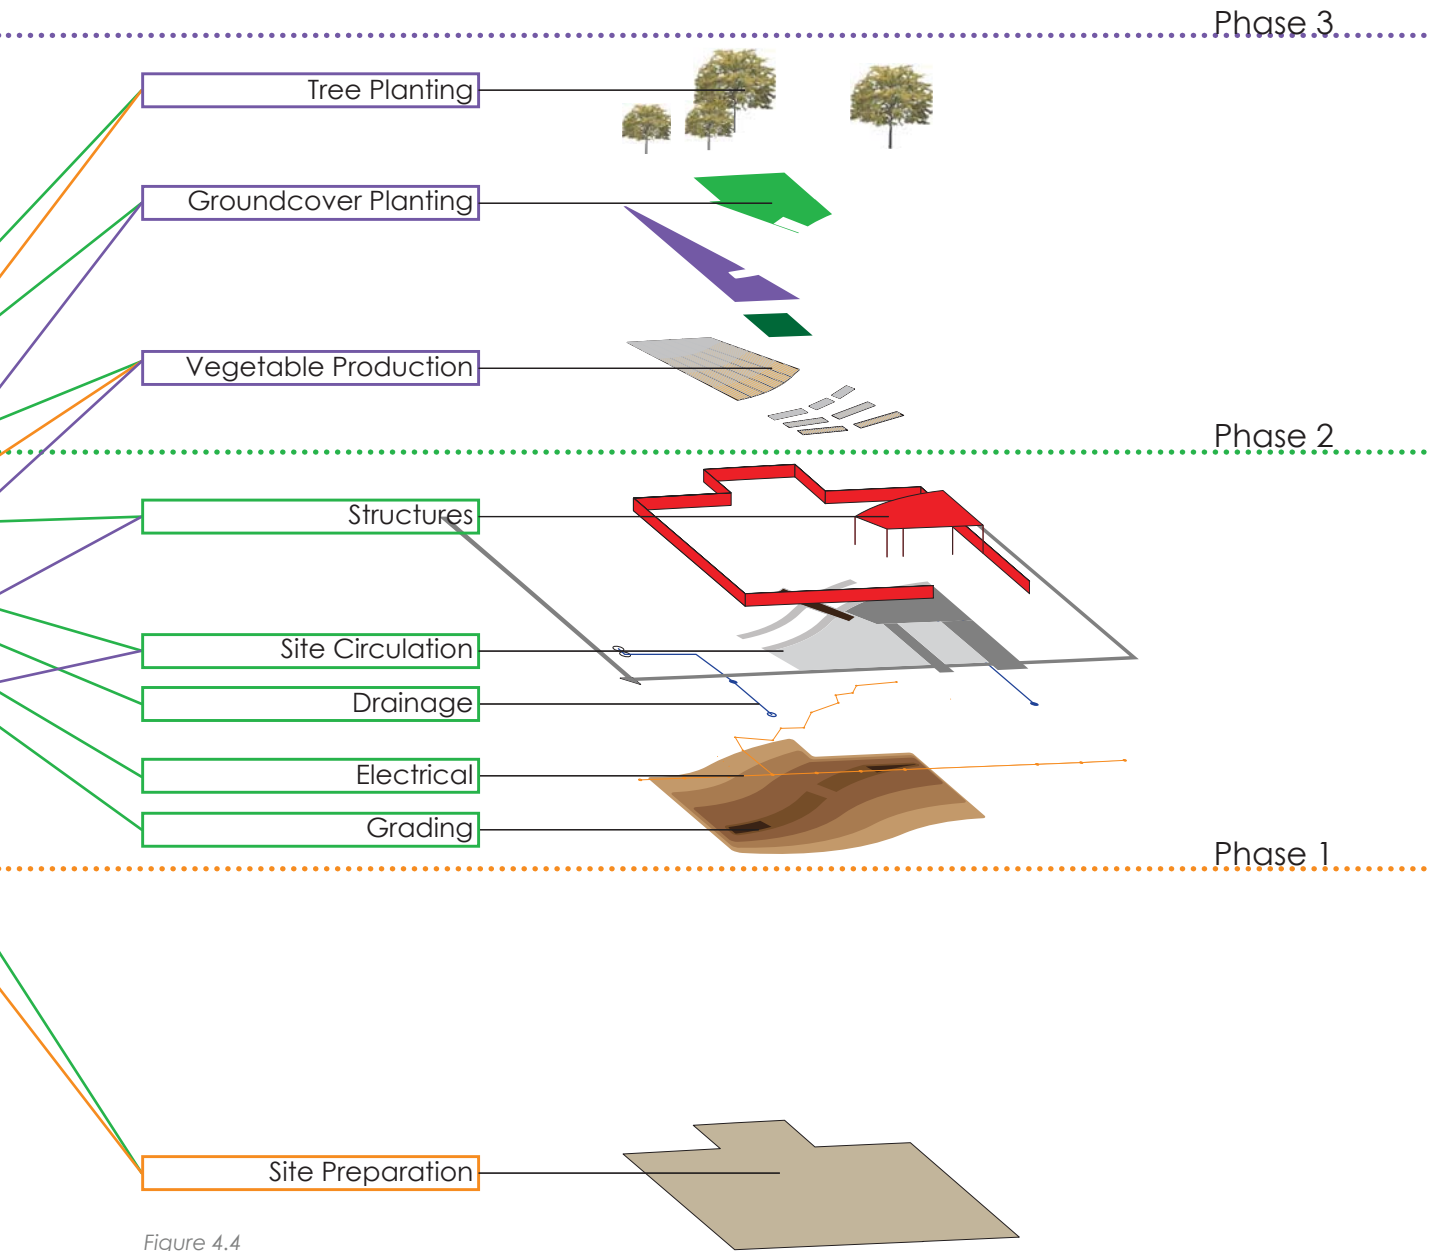 Phase 3
Tree Planting
Groundcover Planting
Vegetable Production
Phase 2
Structures
Site Circulation
Drainage
Electrical
Grading
Phase 1
Site Preparation
Figure 4.4